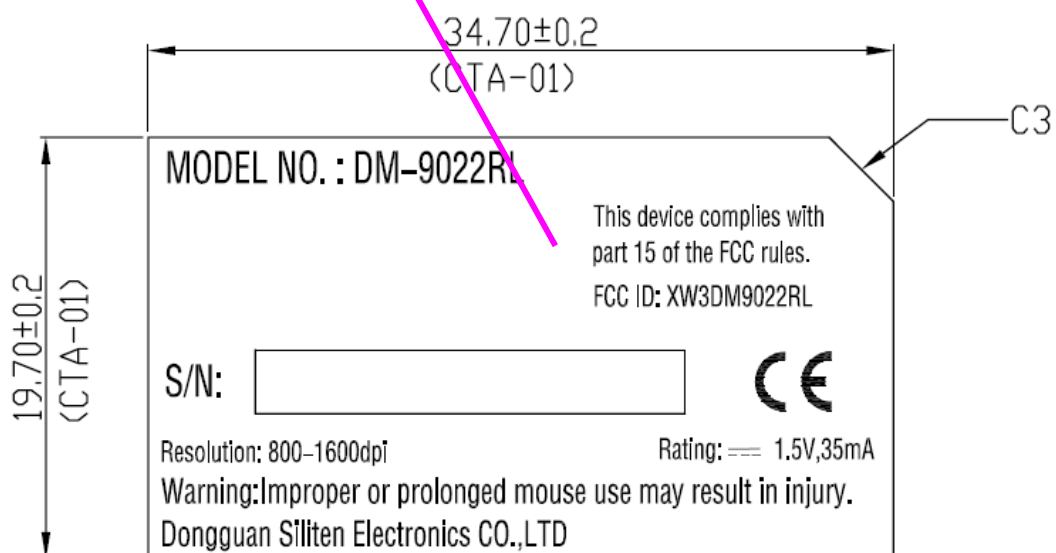 34.70±0.2
(CTA-01)
C3
MODEL NO. : DM-9022RL
This device complies with
part 15 of the FCC rules.
FCC ID: XW3DM9022RL
19.70±0.2
(CTA-01)
S/N:
CE
Resolution: 800-1600dpi
Rating: 1.5V,35mA
Warning:Improper or prolonged mouse use may result in injury.
Dongguan Siliten Electronics CO.,LTD